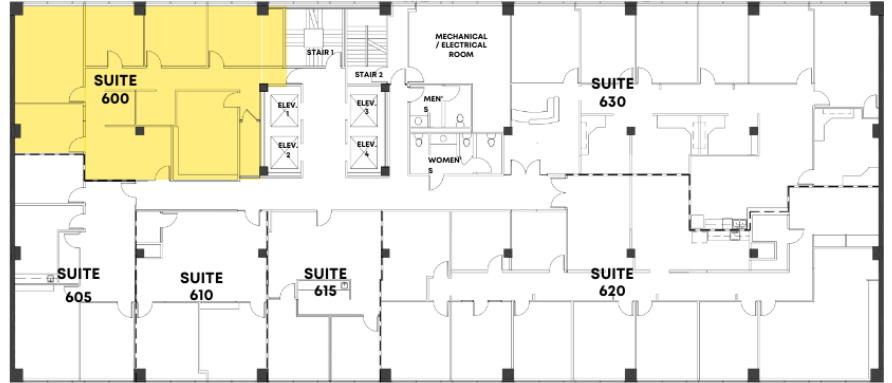 MECHANICAL
/ ELECTRICAL
ROOM
STAIR 1
STAIR 2
SUITE
600
SUITE
630
ELEV.
1
ELEV.
3
MEN'
S
ELEV.
2
ELEV.
4
WOMEN'
S
SUITE
605
SUITE
610
SUITE
615
SUITE
620